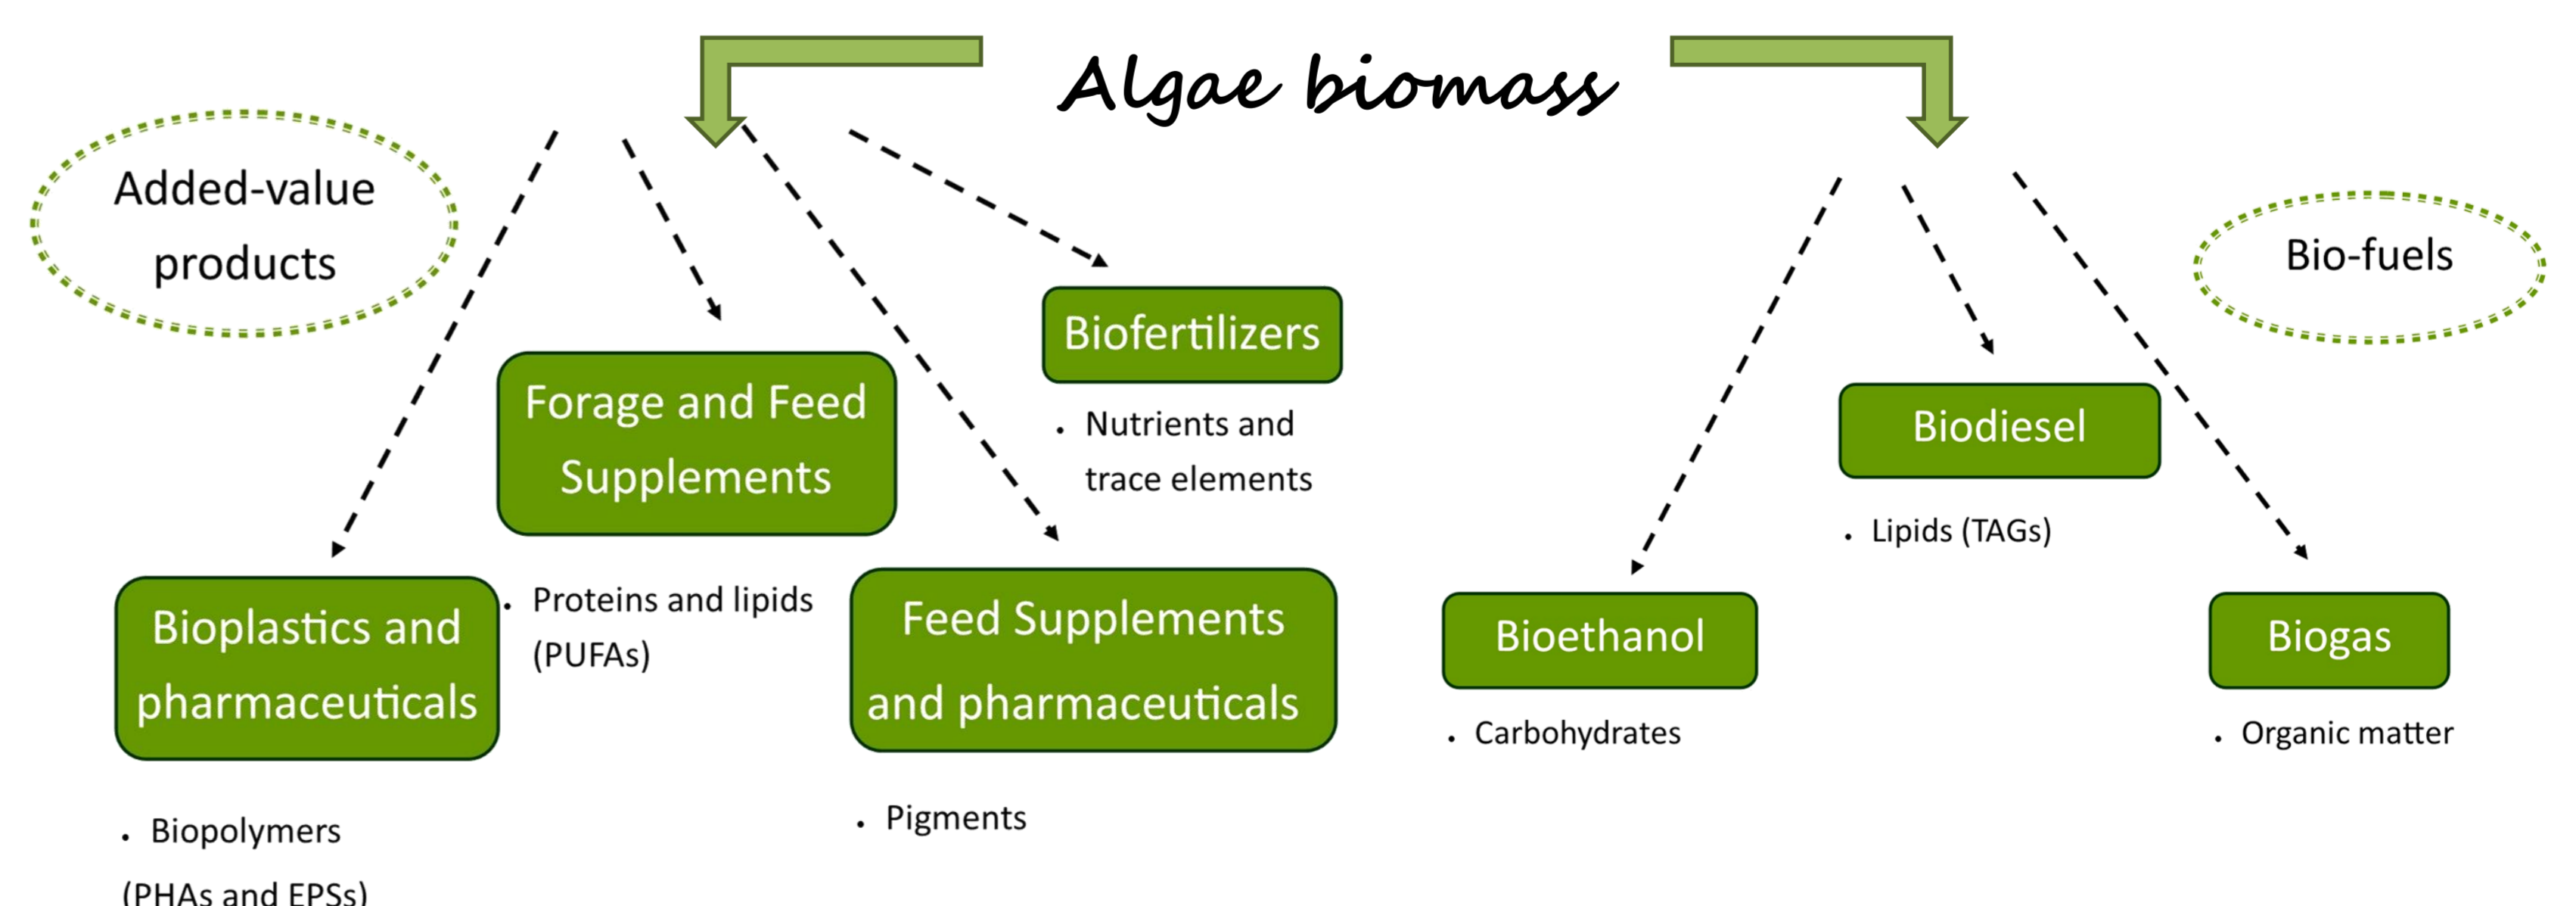 Algae biomass
Added-value
products
Bio-fuels
Biofertilizers
• Nutrients and
trace elements
Forage and Feed
Supplements
• Proteins and lipids
(PUFAs)
Bioplastics and
pharmaceuticals
• Biopolymers
(PHAs and EPSs)
Feed Supplements
and pharmaceuticals
• Pigments
Biodiesel
• Lipids (TAGs)
Bioethanol
• Carbohydrates
Biogas
• Organic matter